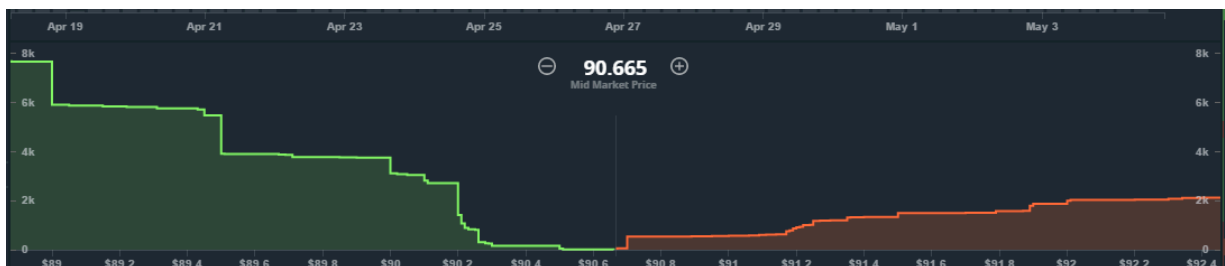 Apr 19 Apr 21 Apr 23 Apr 25 Apr 27 Apr 29 May 1 May 3
8k 90.665 8k
Mid Market Price
6k 6k
4k 4k
2k 2k
0 0
$89 $89.2 $89.4 $89.6 $89.8 $90 $90.2 $90.4 $90.6 $90.8 $91 $91.2 $91.4 $91.6 $91.8 $92 $92.2 $92.4